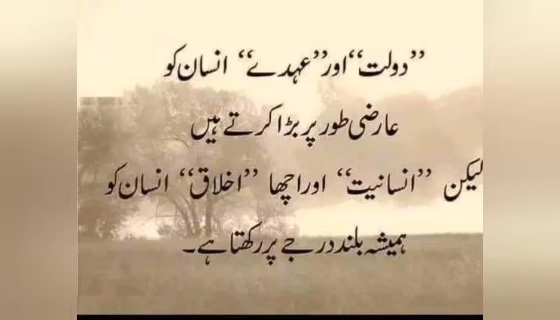 ”دولت“ اور ”عہدے“ انسان کو
عارضی طور پر بڑا کرتے ہیں
لیکن ”انسانیت“ اور اچھا ”اخلاق“ انسان کو
ہمیشہ بلند درجے پر رکھتا ہے۔